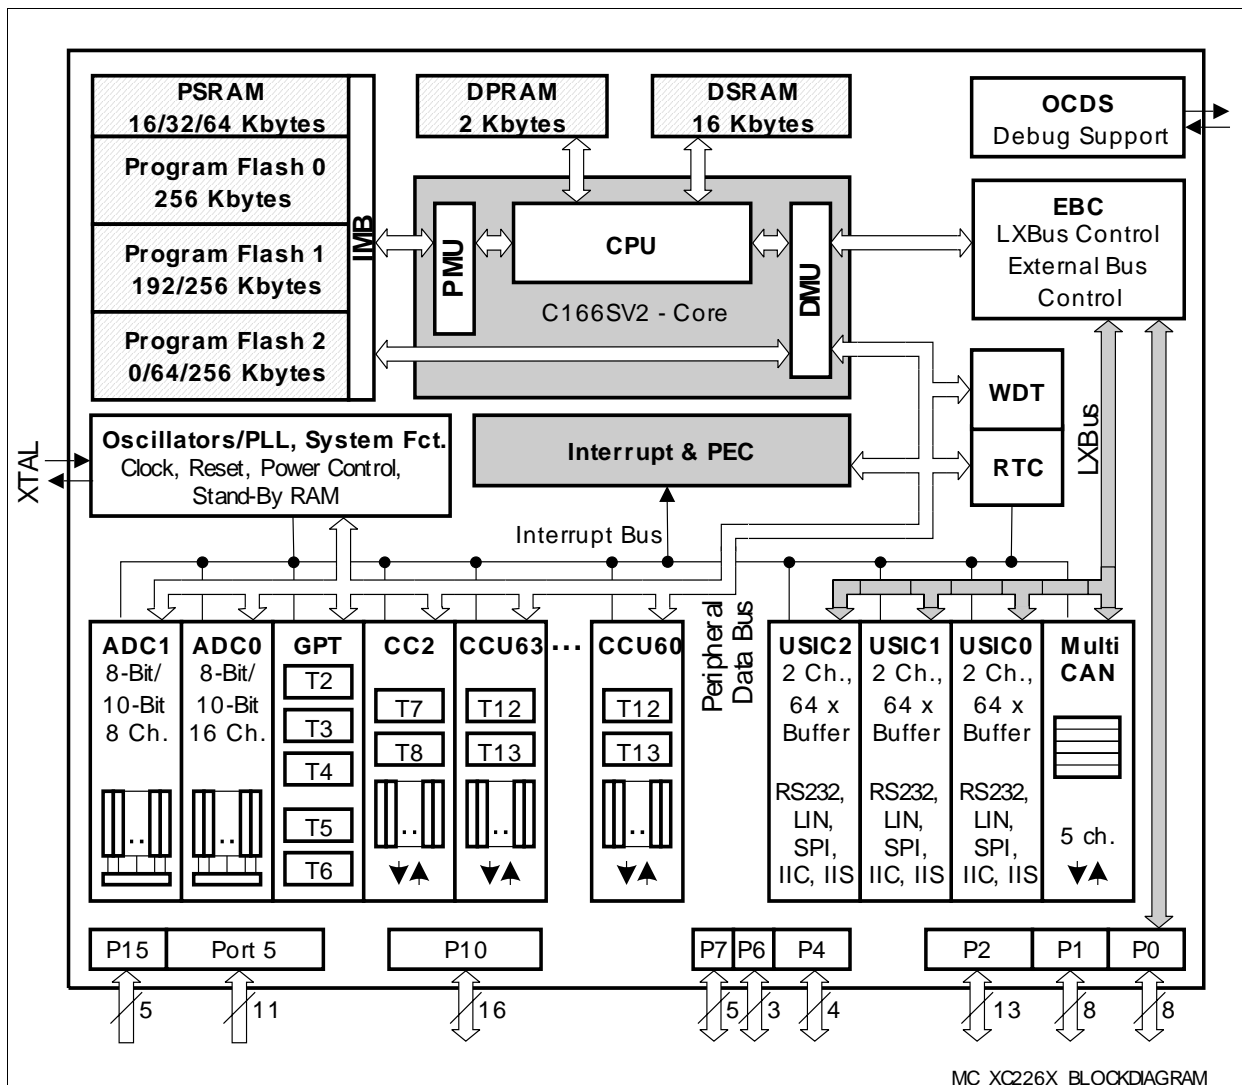 PSRAM
16/32/64 Kbytes
Program Flash 0
256 Kbytes
Program Flash 1
192/256 Kbytes
Program Flash 2
0/64/256 Kbytes
IMB
DPRAM
2 Kbytes
DSRAM
16 Kbytes
OCDS
Debug Support
PMU
CPU
DMU
C166SV2 - Core
EBC
LXBus Control
External Bus
Control
XTAL
Oscillators/PLL, System Fct.
Clock, Reset, Power Control,
Stand-By RAM
Interrupt & PEC
WDT
RTC
LXBus
Interrupt Bus
ADC1
8-Bit/
10-Bit
8 Ch.
ADC0
8-Bit/
10-Bit
16 Ch.
GPT
T2
T3
T4
T5
T6
CC2
T7
T8
CCU63
T12
T13
...
CCU60
T12
T13
Peripheral
Data Bus
USIC2
2 Ch.,
64 x
Buffer
RS232,
LIN,
SPI,
IIC, IIS
USIC1
2 Ch.,
64 x
Buffer
RS232,
LIN,
SPI,
IIC, IIS
USIC0
2 Ch.,
64 x
Buffer
RS232,
LIN,
SPI,
IIC, IIS
Multi
CAN
5 ch.
P15
Port 5
P10
P7
P6
P4
P2
P1
P0
5
11
16
5
3
4
13
8
8
MC_XC226X_BLOCKDIAGRAM